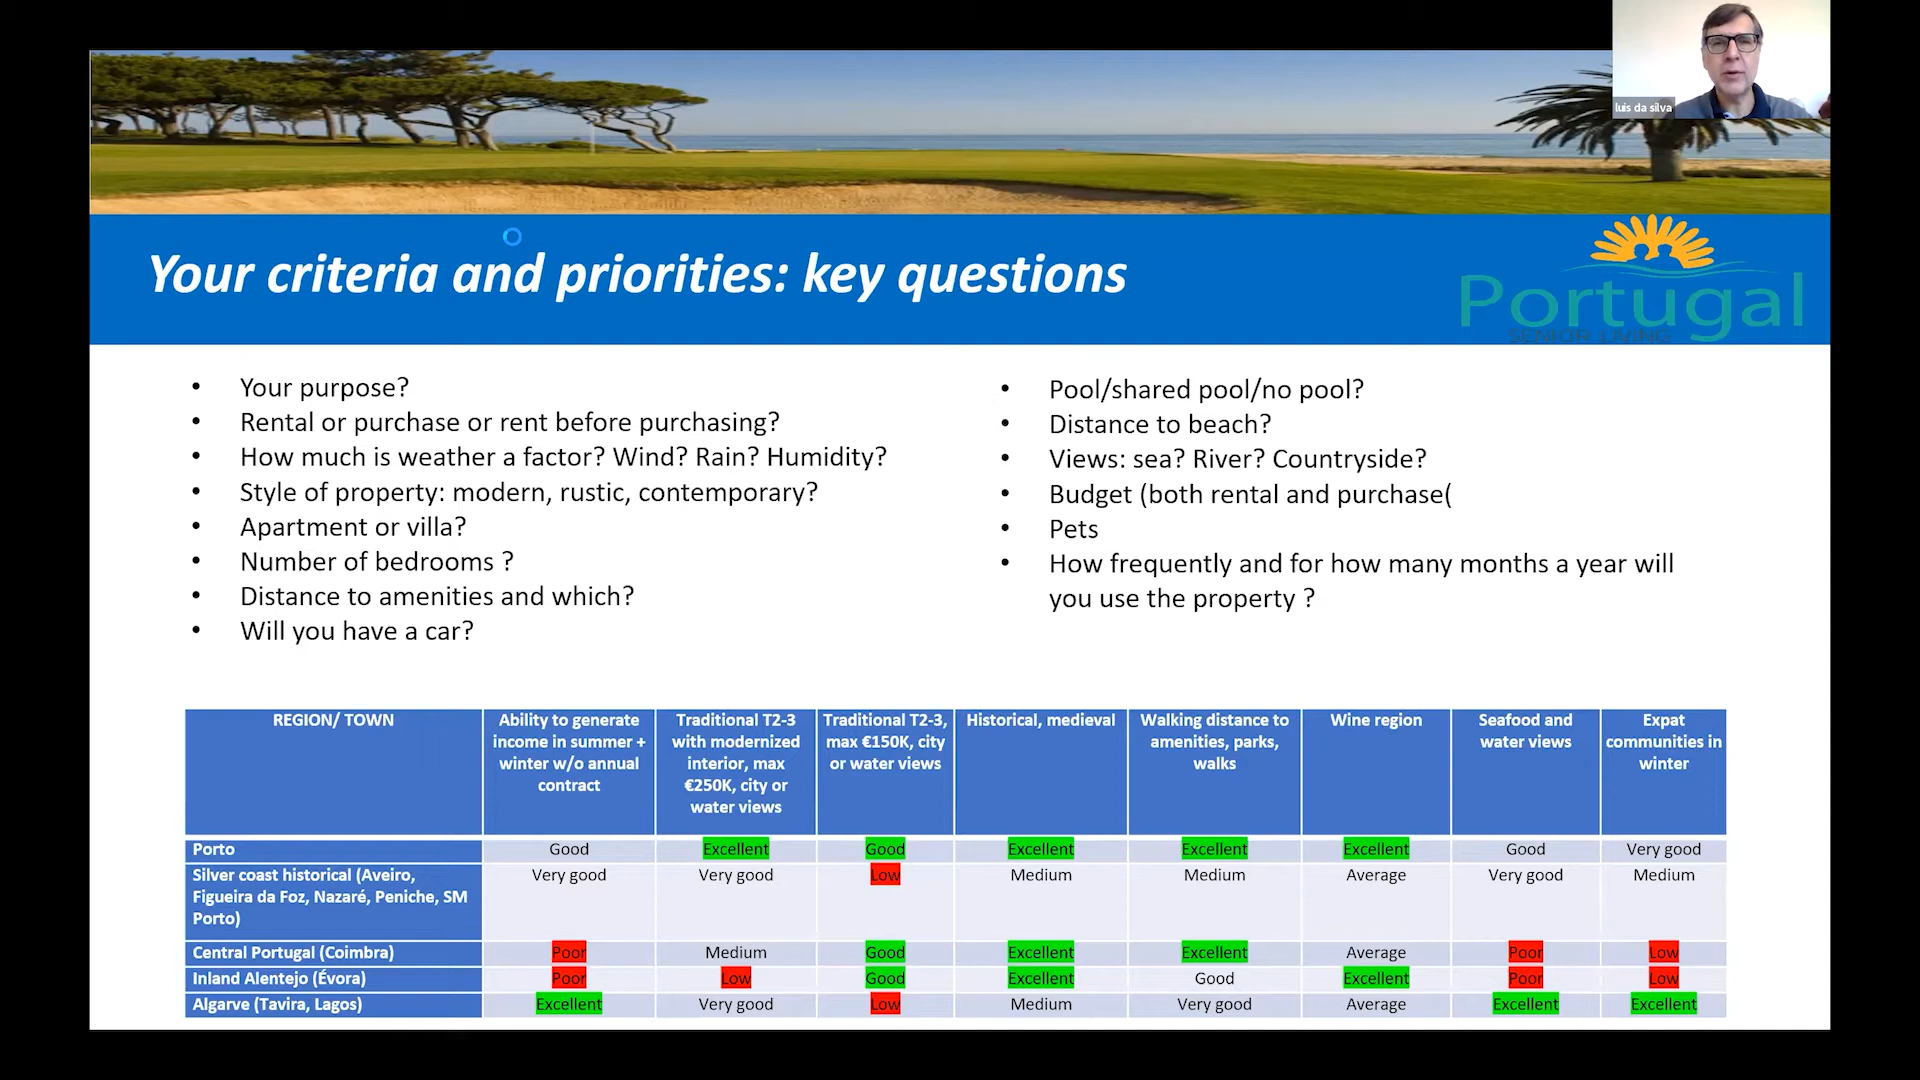 luis da silva
Your criteria and priorities: key questions
Portugal
SENIOR LIVING
• Your purpose?
• Rental or purchase or rent before purchasing?
• How much is weather a factor? Wind? Rain? Humidity?
• Style of property: modern, rustic, contemporary?
• Apartment or villa?
• Number of bedrooms ?
• Distance to amenities and which?
• Will you have a car?
• Pool/shared pool/no pool?
• Distance to beach?
• Views: sea? River? Countryside?
• Budget (both rental and purchase(
• Pets
• How frequently and for how many months a year will
you use the property ?
REGION/ TOWN
Ability to generate
income in summer +
winter w/o annual
contract
Traditional T2-3
with modernized
interior, max
€250K, city or
water views
Traditional T2-3,
max €150K, city
or water views
Historical, medieval
Walking distance to
amenities, parks,
walks
Wine region
Seafood and
water views
Expat
communities in
winter
Porto Good Excellent Good Excellent Excellent Excellent Good Very good
Silver coast historical (Aveiro, Very good Very good Low Medium Medium Average Very good Medium
Figueira da Foz, Nazaré, Peniche, SM
Porto)
Central Portugal (Coimbra) Poor Medium Good Excellent Excellent Average Poor Low
Inland Alentejo (Évora) Poor Low Good Excellent Good Excellent Poor Low
Algarve (Tavira, Lagos) Excellent Very good Low Medium Very good Average Excellent Excellent